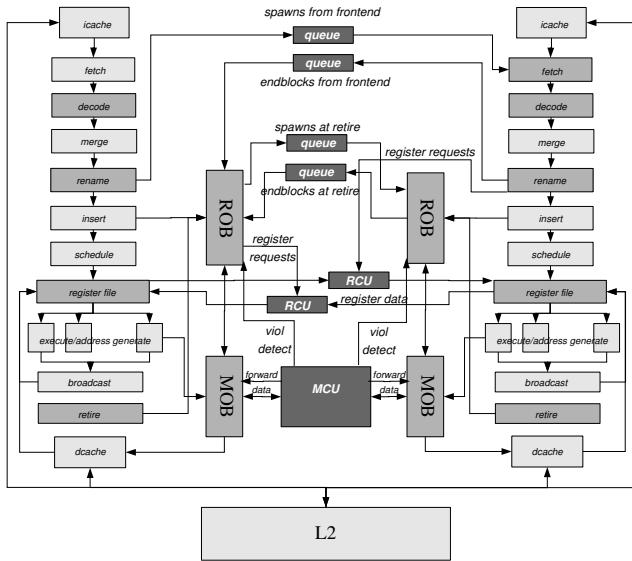 spawns from frontend
icache
queue
icache
fetch
queue
fetch
endblocks from frontend
decode
decode
merge
spawns at retire
merge
queue
register requests
rename
queue
rename
endblocks at retire
insert
ROB
ROB
insert
schedule
register
requests
schedule
register file
RCU
register file
RCU
register data
execute/address generate
viol
detect
viol
detect
execute/address generate
broadcast
MOB
forward
data
MCU
forward
data
MOB
broadcast
retire
retire
dcache
dcache
L2